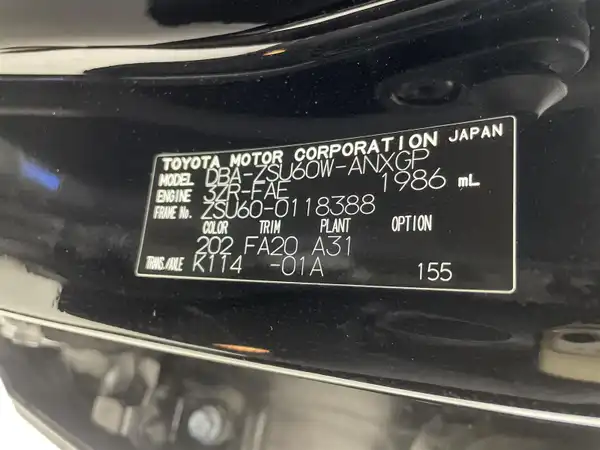 TOYOTA MOTOR CORPORATION JAPAN
MODEL DBA-ZSU60W-ANXGP
ENGINE 3ZR-FAE 1986 mL
FRAME No. ZSU60-0118388
COLOR TRIM PLANT OPTION
202 FA20 A31
TRANS./AXLE K114 -01A 155